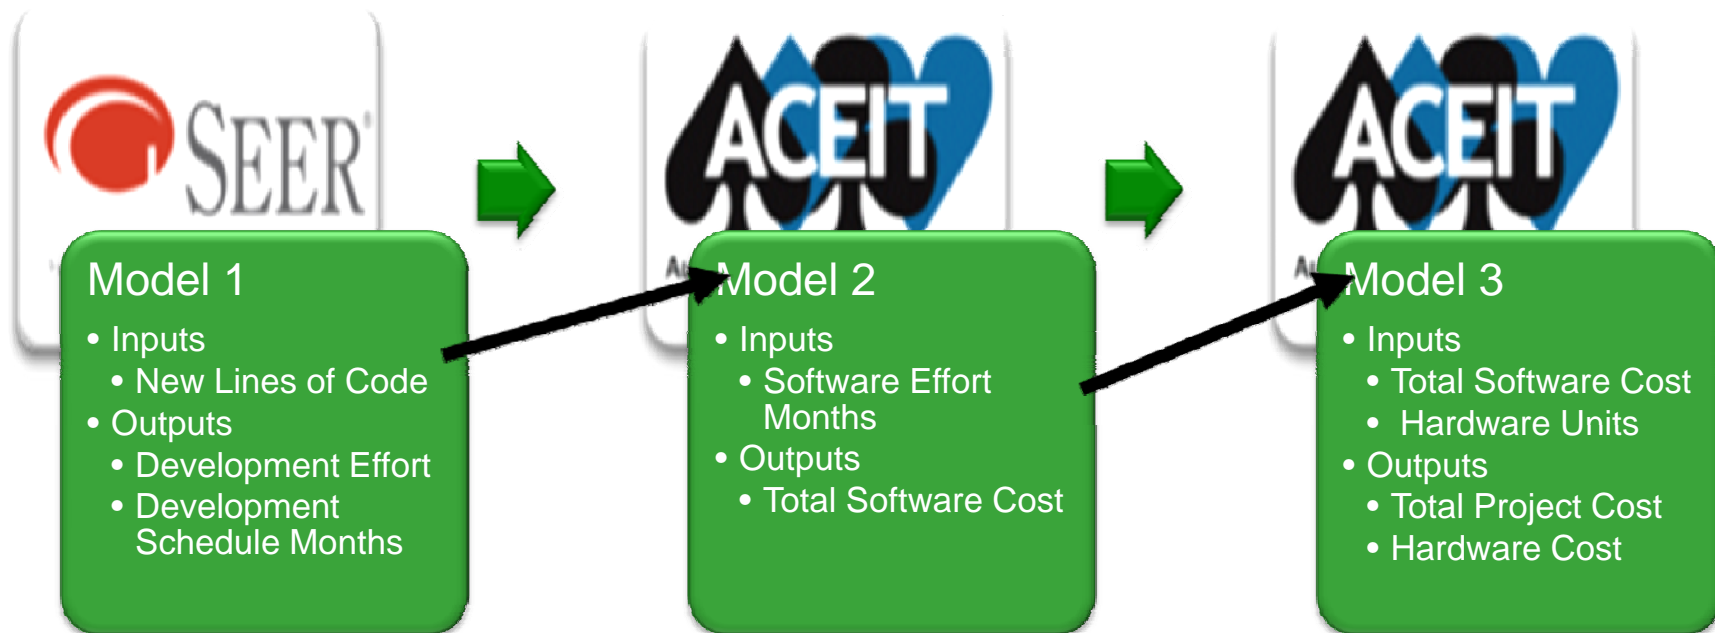 SEER
ACEIT
ACEIT
Model 1
• Inputs
• New Lines of Code
• Outputs
• Development Effort
• Development
Schedule Months
Model 2
• Inputs
• Software Effort
Months
• Outputs
• Total Software Cost
Model 3
• Inputs
• Total Software Cost
• Hardware Units
• Outputs
• Total Project Cost
• Hardware Cost